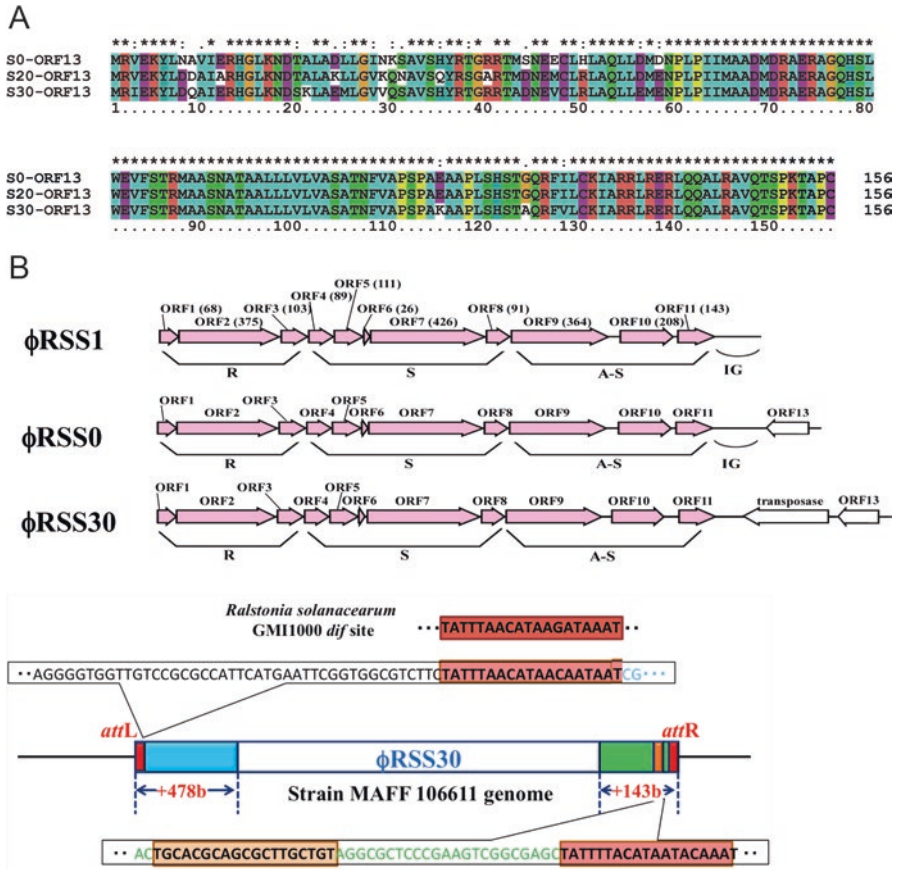 A
S0-ORF13 MRVEKYLNAVIERHGLKNDTALADLLGINKSAVSHYRTGRRTMSNEECLHLAQLLDMDNPLPIIMAADMDRAERAGQHSL
S20-ORF13 MRVEKYLDDAIARHGLKNDTALAKLLGVKQNAVSQYRSGARTMDNEMCLRLAQLLEMENPLPIIMAADMDRAERAGQHSL
S30-ORF13 MRIEKYLDQAIERHGLKNDSKLAEMLGVVQSAVSHYRTGRRTADNEVCLRLAQLLEMENPLPIIMAADMDRAERAGQHSL
1 10 20 30 40 50 60 70 80
S0-ORF13 WEVFSTRMAASNATAALLLVLVASATNFVAPSPAEAAPLSHSTGQRFILCKIARRLRERLQQALRAVQTSPKTAPC 156
S20-ORF13 WEVFSTRMAASNATAALLLVLVASATNFVAPSPAEAAPLSHSTGQRFILCKIARRLRERLQQALRAVQTSPKTAPC 156
S30-ORF13 WEVFSTRMAASNATAALLLVLVASATNFVAPSPAKAAPLSHSTAQRFVLCKIARRLRERLQQALRAVQTSPKTAPC 156
90 100 110 120 130 140 150
B
ϕRSS1
ORF1 (68) ORF2 (375) ORF3 (103) ORF4 (89) ORF5 (111) ORF6 (26) ORF7 (426) ORF8 (91) ORF9 (364) ORF10 (208) ORF11 (143)
R S A-S IG
ϕRSS0
ORF1 ORF2 ORF3 ORF4 ORF5 ORF6 ORF7 ORF8 ORF9 ORF10 ORF11 ORF13
R S A-S IG
ϕRSS30
ORF1 ORF2 ORF3 ORF4 ORF5 ORF6 ORF7 ORF8 ORF9 ORF10 ORF11 transposase ORF13
R S A-S
Ralstonia solanacearum
GMI1000 dif site
···TATTTAACATAAGATAAAT··
··AGGGGTGGTTGTCCGCGCCATTCATGAATTCGGTGGCGTCTTCTATTTAACATAACAATAATCG···
attL attR
ϕRSS30
+478b Strain MAFF 106611 genome +143b
·· ACTGCACGCAGCGCTTGCTGTAGGCGCTCCCGAAGTCGGCGAGCTATTTTACATAATACAAAT··